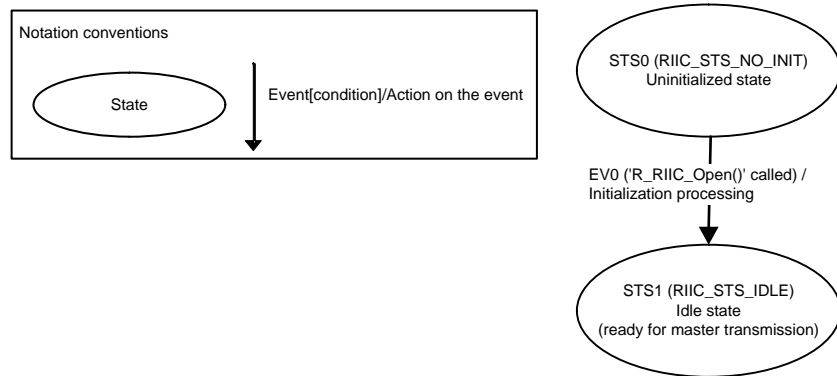 Notation conventions
State
Event[condition]/Action on the event
STS0 (RIIC_STS_NO_INIT)
Uninitialized state
EV0 ('R_RIIC_Open()' called) /
Initialization processing
STS1 (RIIC_STS_IDLE)
Idle state
(ready for master transmission)